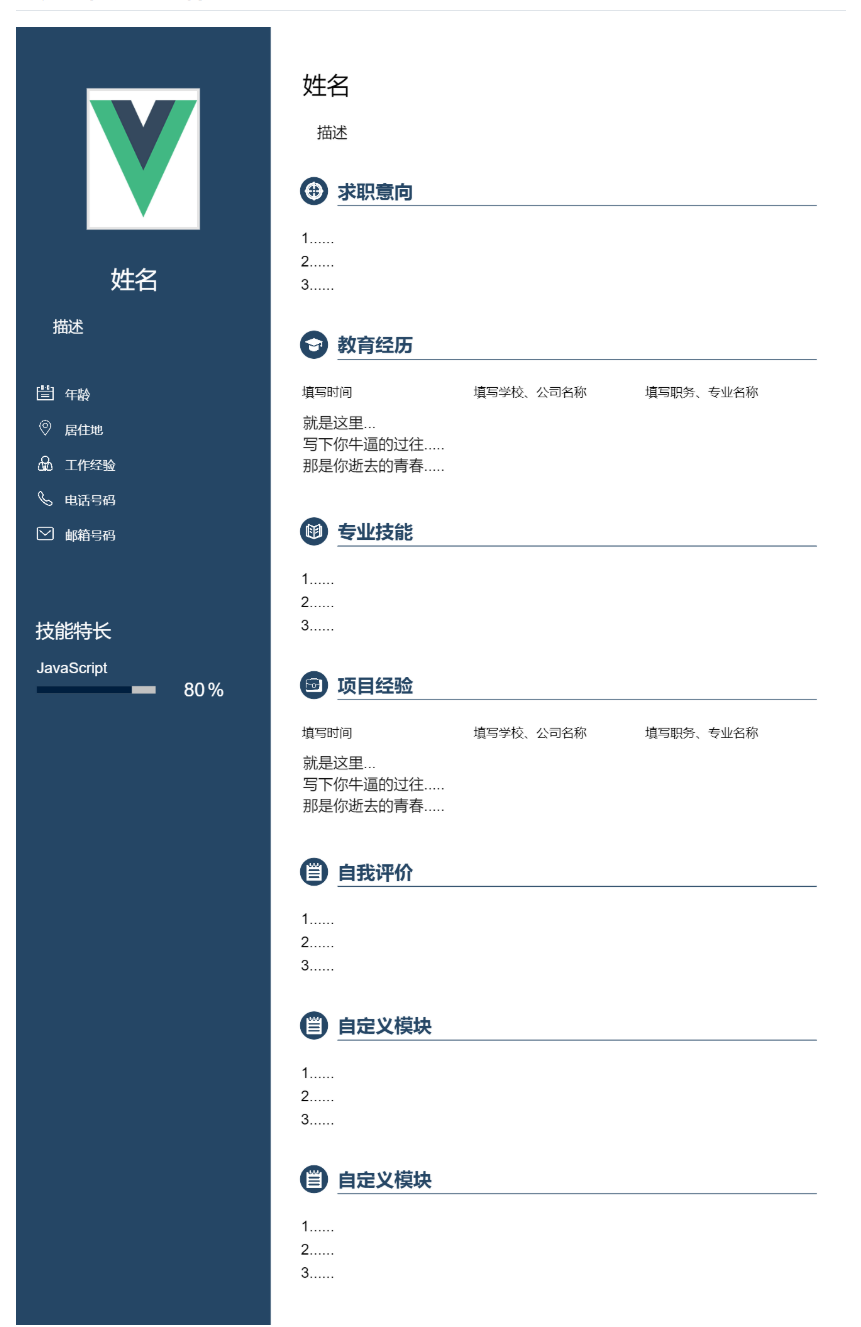 姓名
描述
年龄
居住地
工作经验
电话号码
邮箱号码
技能特长
JavaScript
80%
姓名
描述
求职意向
1......
2......
3......
教育经历
填写时间 填写学校、公司名称 填写职务、专业名称
就是这里...
写下你牛逼的过往.....
那是你逝去的青春.....
专业技能
1......
2......
3......
项目经验
填写时间 填写学校、公司名称 填写职务、专业名称
就是这里...
写下你牛逼的过往.....
那是你逝去的青春.....
自我评价
1......
2......
3......
自定义模块
1......
2......
3......
自定义模块
1......
2......
3......